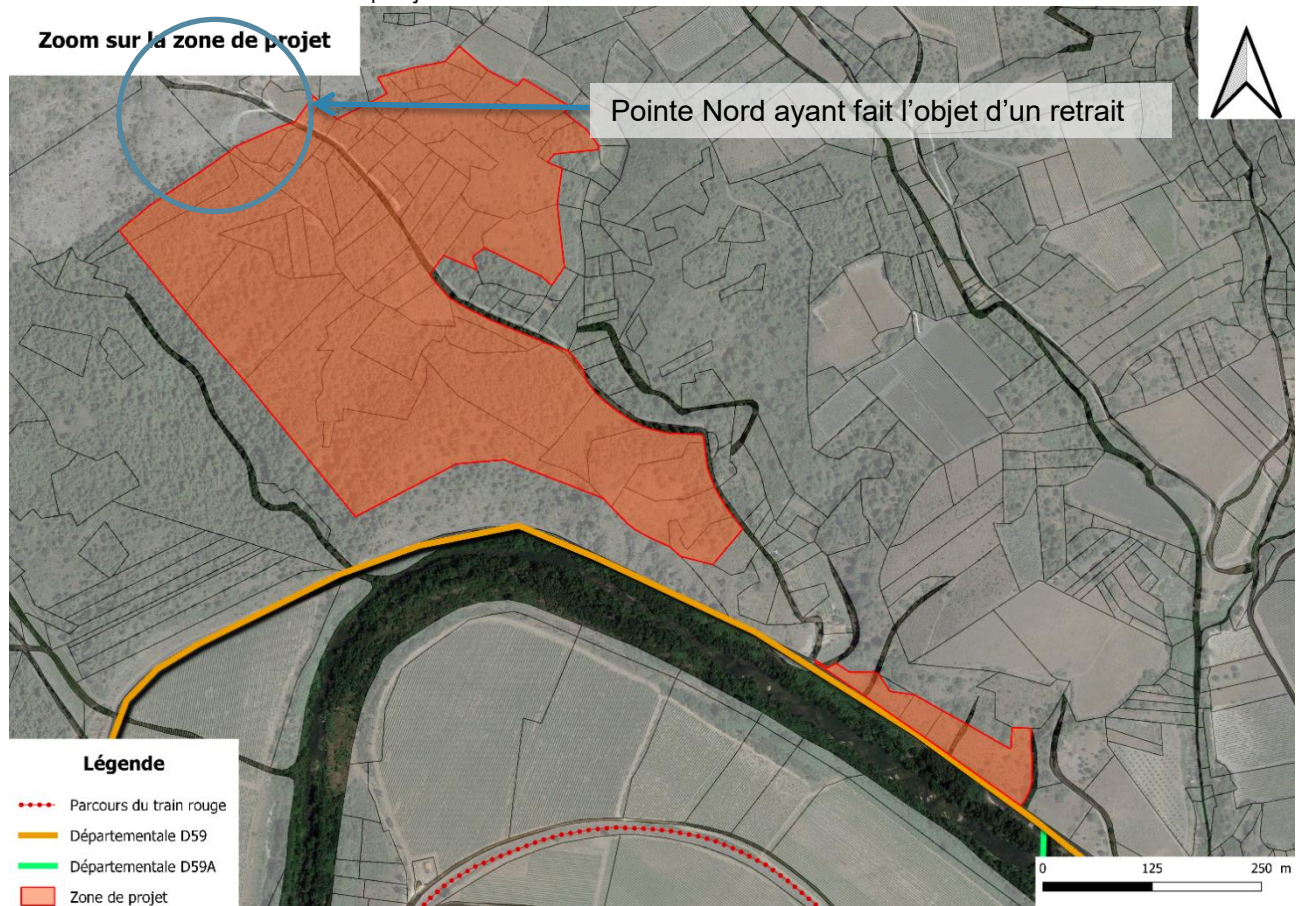 Zoom sur la zone de projet
Pointe Nord ayant fait l'objet d'un retrait
Légende
Parcours du train rouge
Départementale D59
Départementale D59A
Zone de projet
0 125 250 m